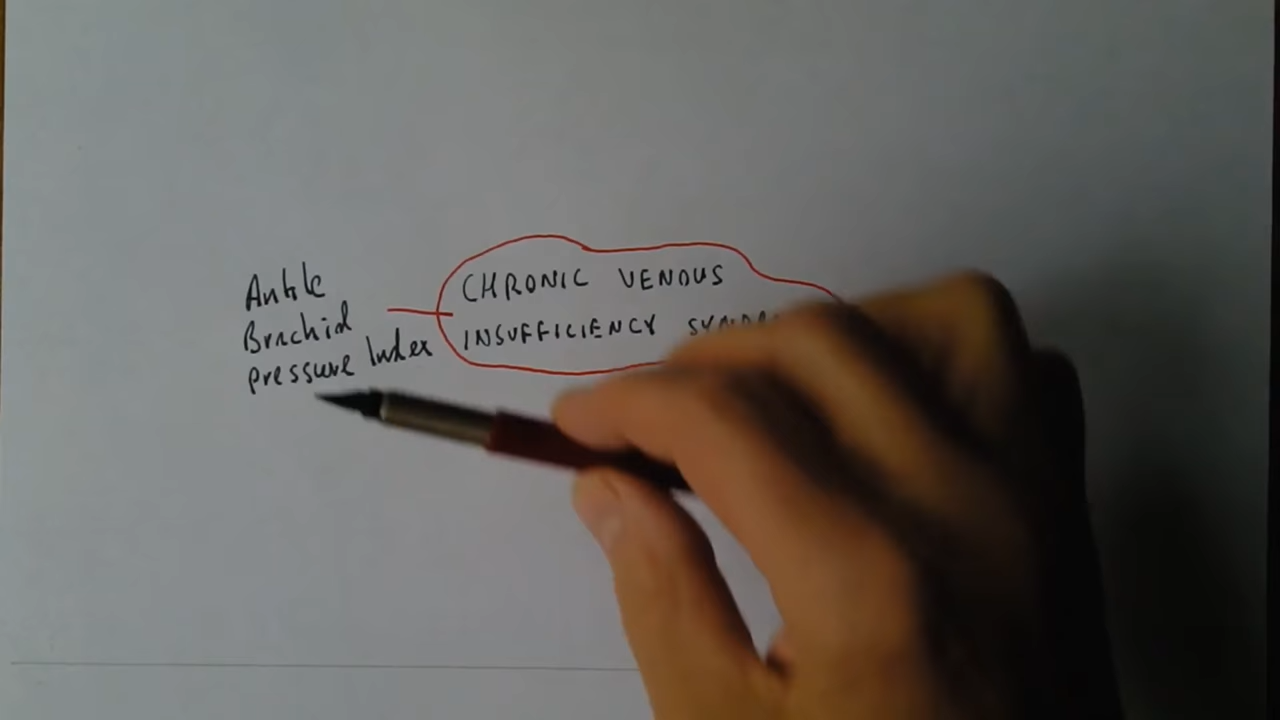 Ankle
Brachial
Pressure Index
CHRONIC VENOUS
INSUFFICIENCY